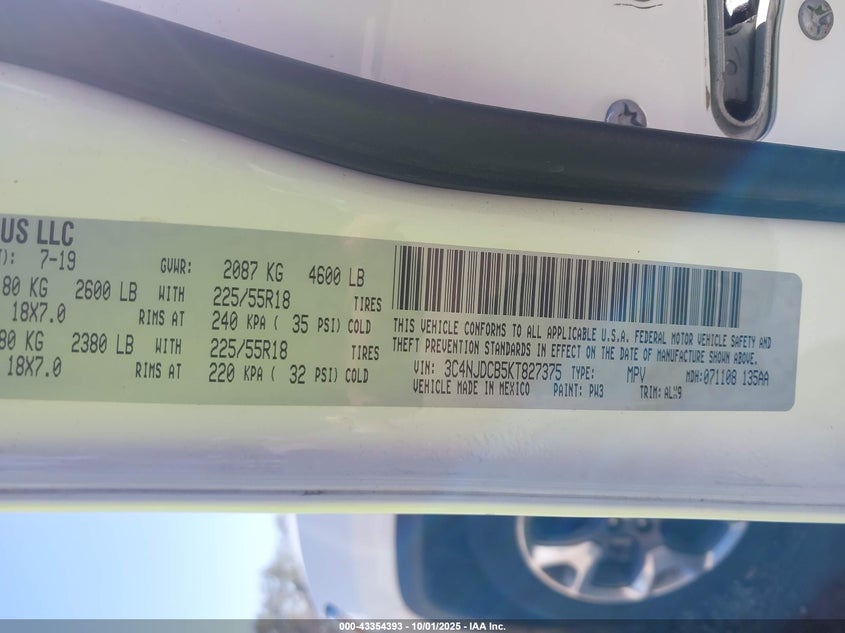 US LLC
7-19 GVWR: 2087 KG 4600 LB
80 KG 2600 LB WITH 225/55R18 TIRES
18X7.0 RIMS AT 240 KPA ( 35 PSI) COLD
80 KG 2380 LB WITH 225/55R18 TIRES
18X7.0 RIMS AT 220 KPA ( 32 PSI) COLD
THIS VEHICLE CONFORMS TO ALL APPLICABLE U.S.A. FEDERAL MOTOR VEHICLE SAFETY AND
THEFT PREVENTION STANDARDS IN EFFECT ON THE DATE OF MANUFACTURE SHOWN ABOVE.
VIN: 3C4NJDCB5KT827375 TYPE: MPV MDH: 071108 135AA
VEHICLE MADE IN MEXICO PAINT: PW3 TRIM:
000-43354393 - 10/01/2025 - IAA Inc.